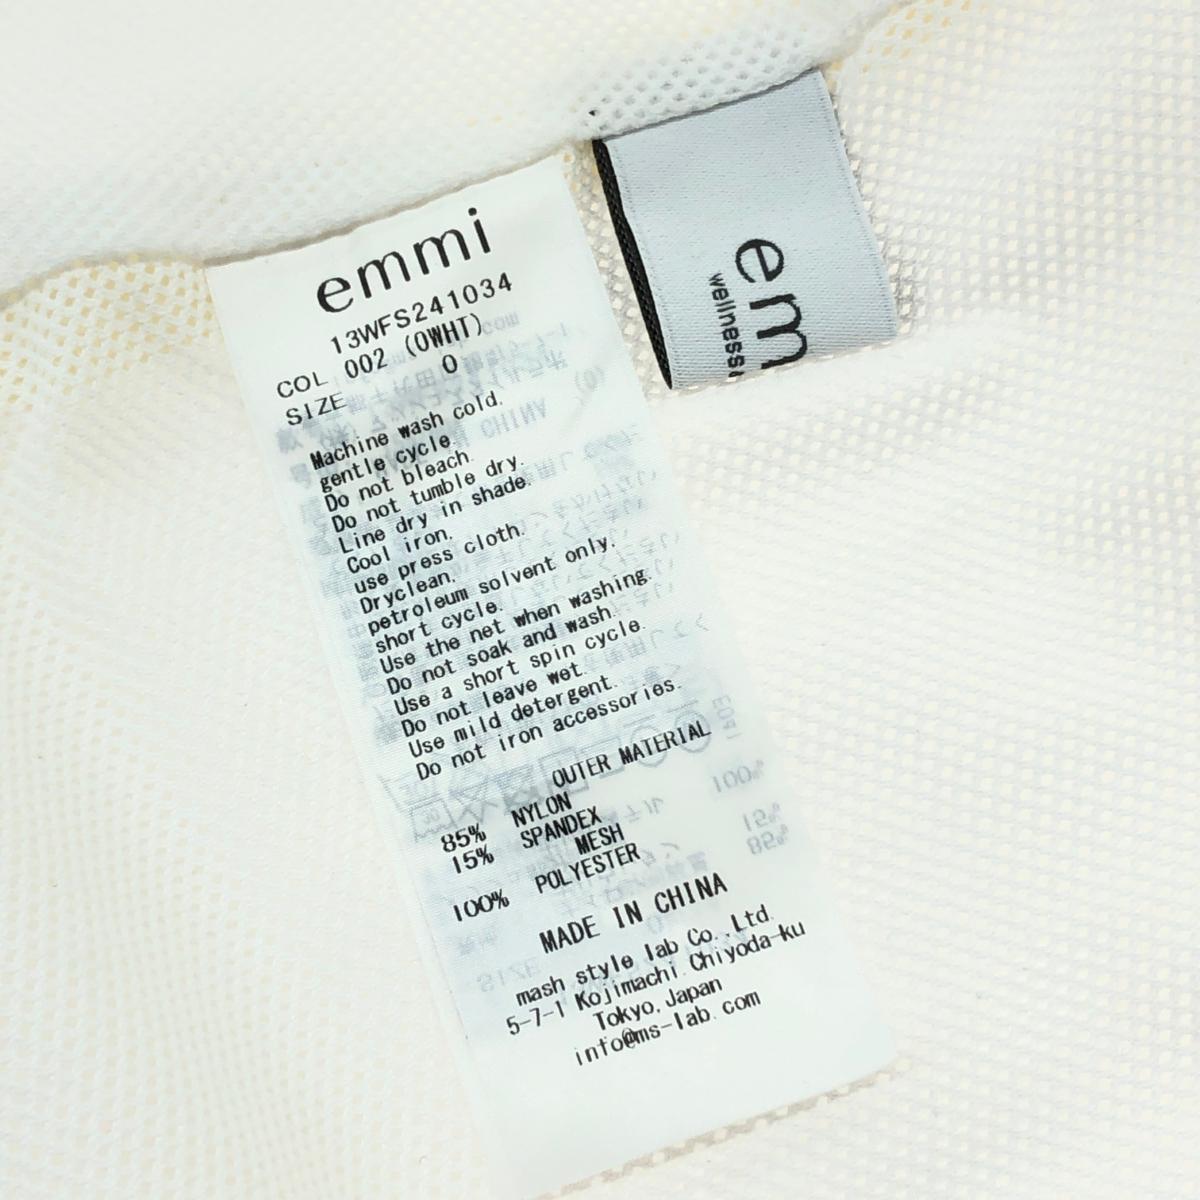 emmi
13WFS241034
COL 002 (OWHT)
SIZE 0
Machine wash cold.
gentle cycle.
Do not bleach.
Do not tumble dry.
Line dry in shade.
Cool iron.
use press cloth.
Dryclean.
petroleum solvent only.
short cycle.
Use the net when washing.
Do not soak and wash.
Use a short spin cycle.
Do not leave wet.
Use mild detergent.
Do not iron accessories.
OUTER MATERIAL
85% NYLON
15% SPANDEX
MESH
100% POLYESTER
MADE IN CHINA
mash style lab Co.,Ltd.
5-7-1 Kojimachi Chiyoda-ku
Tokyo, Japan
info@ms-lab.com
em
wellness